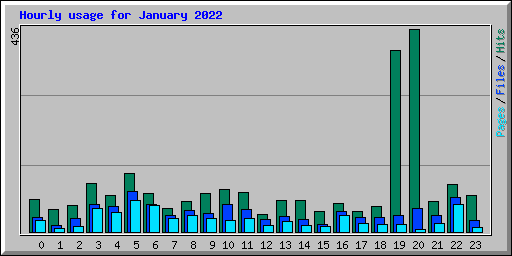 Hourly usage for January 2022
436
Pages/Files/Hits
0 1 2 3 4 5 6 7 8 9 10 11 12 13 14 15 16 17 18 19 20 21 22 23